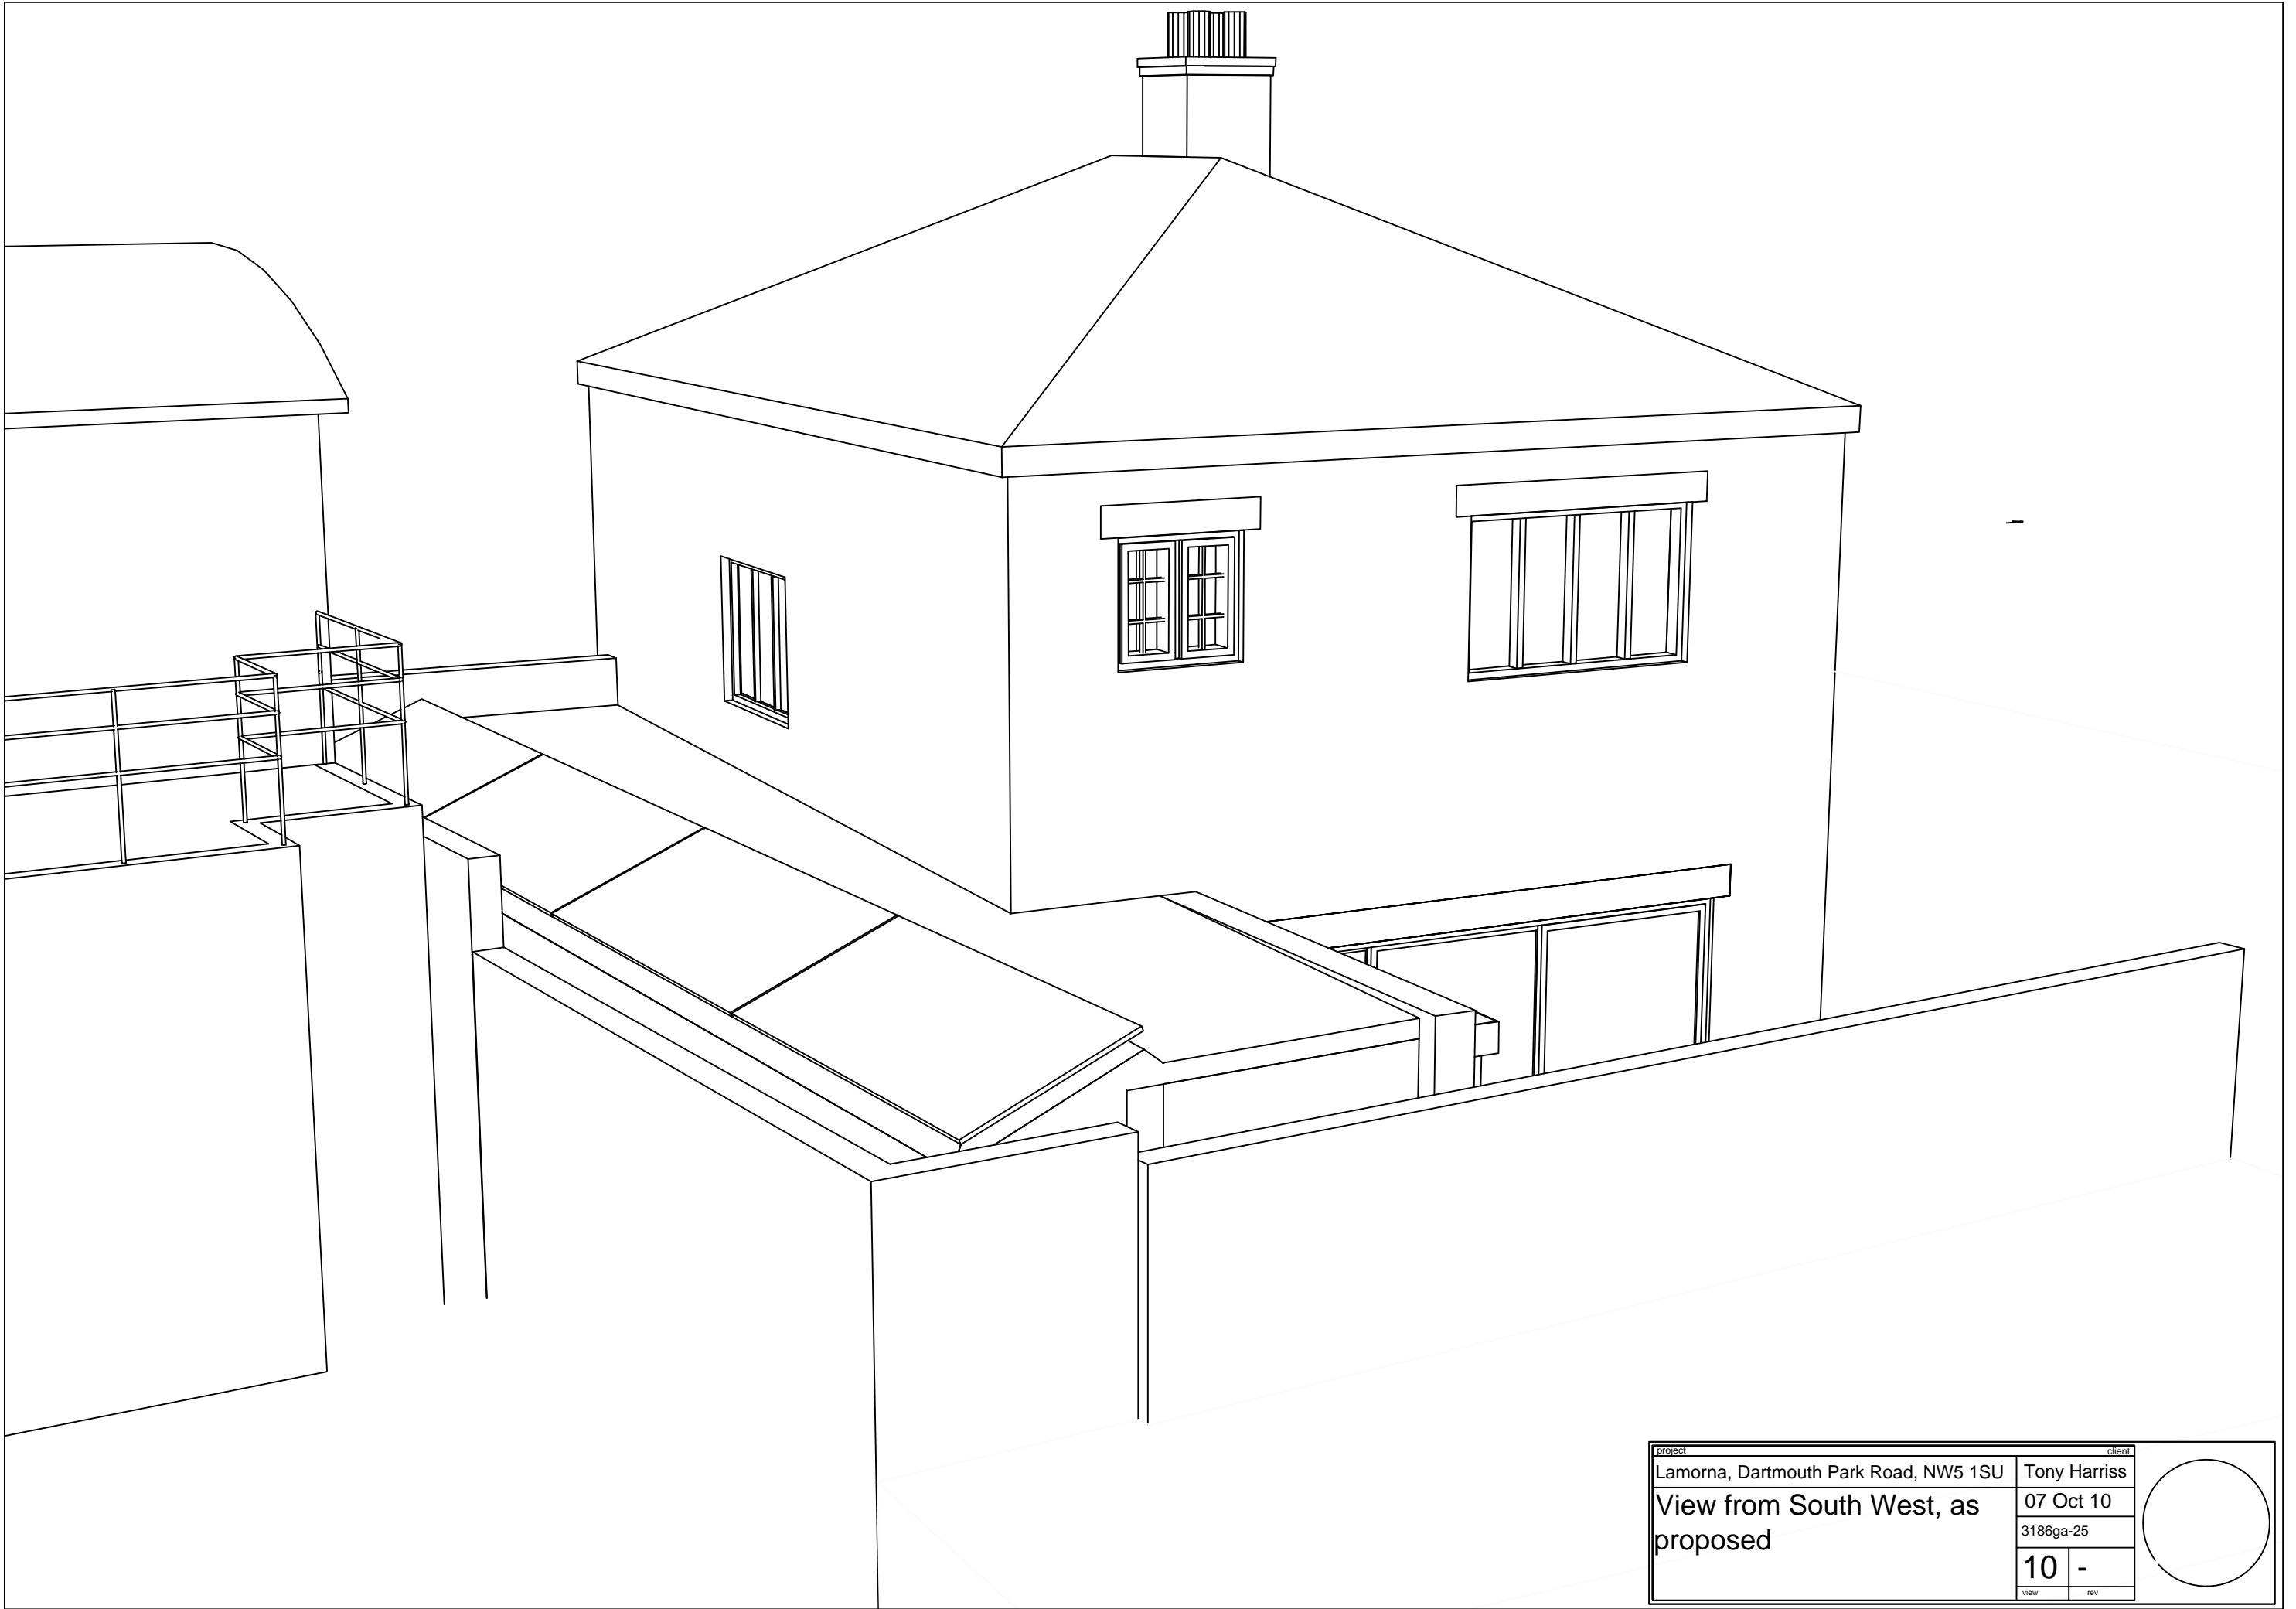 project client
Lamorna, Dartmouth Park Road, NW5 1SU Tony Harriss
View from South West, as
proposed
07 Oct 10
3186ga-25
10 -
view rev